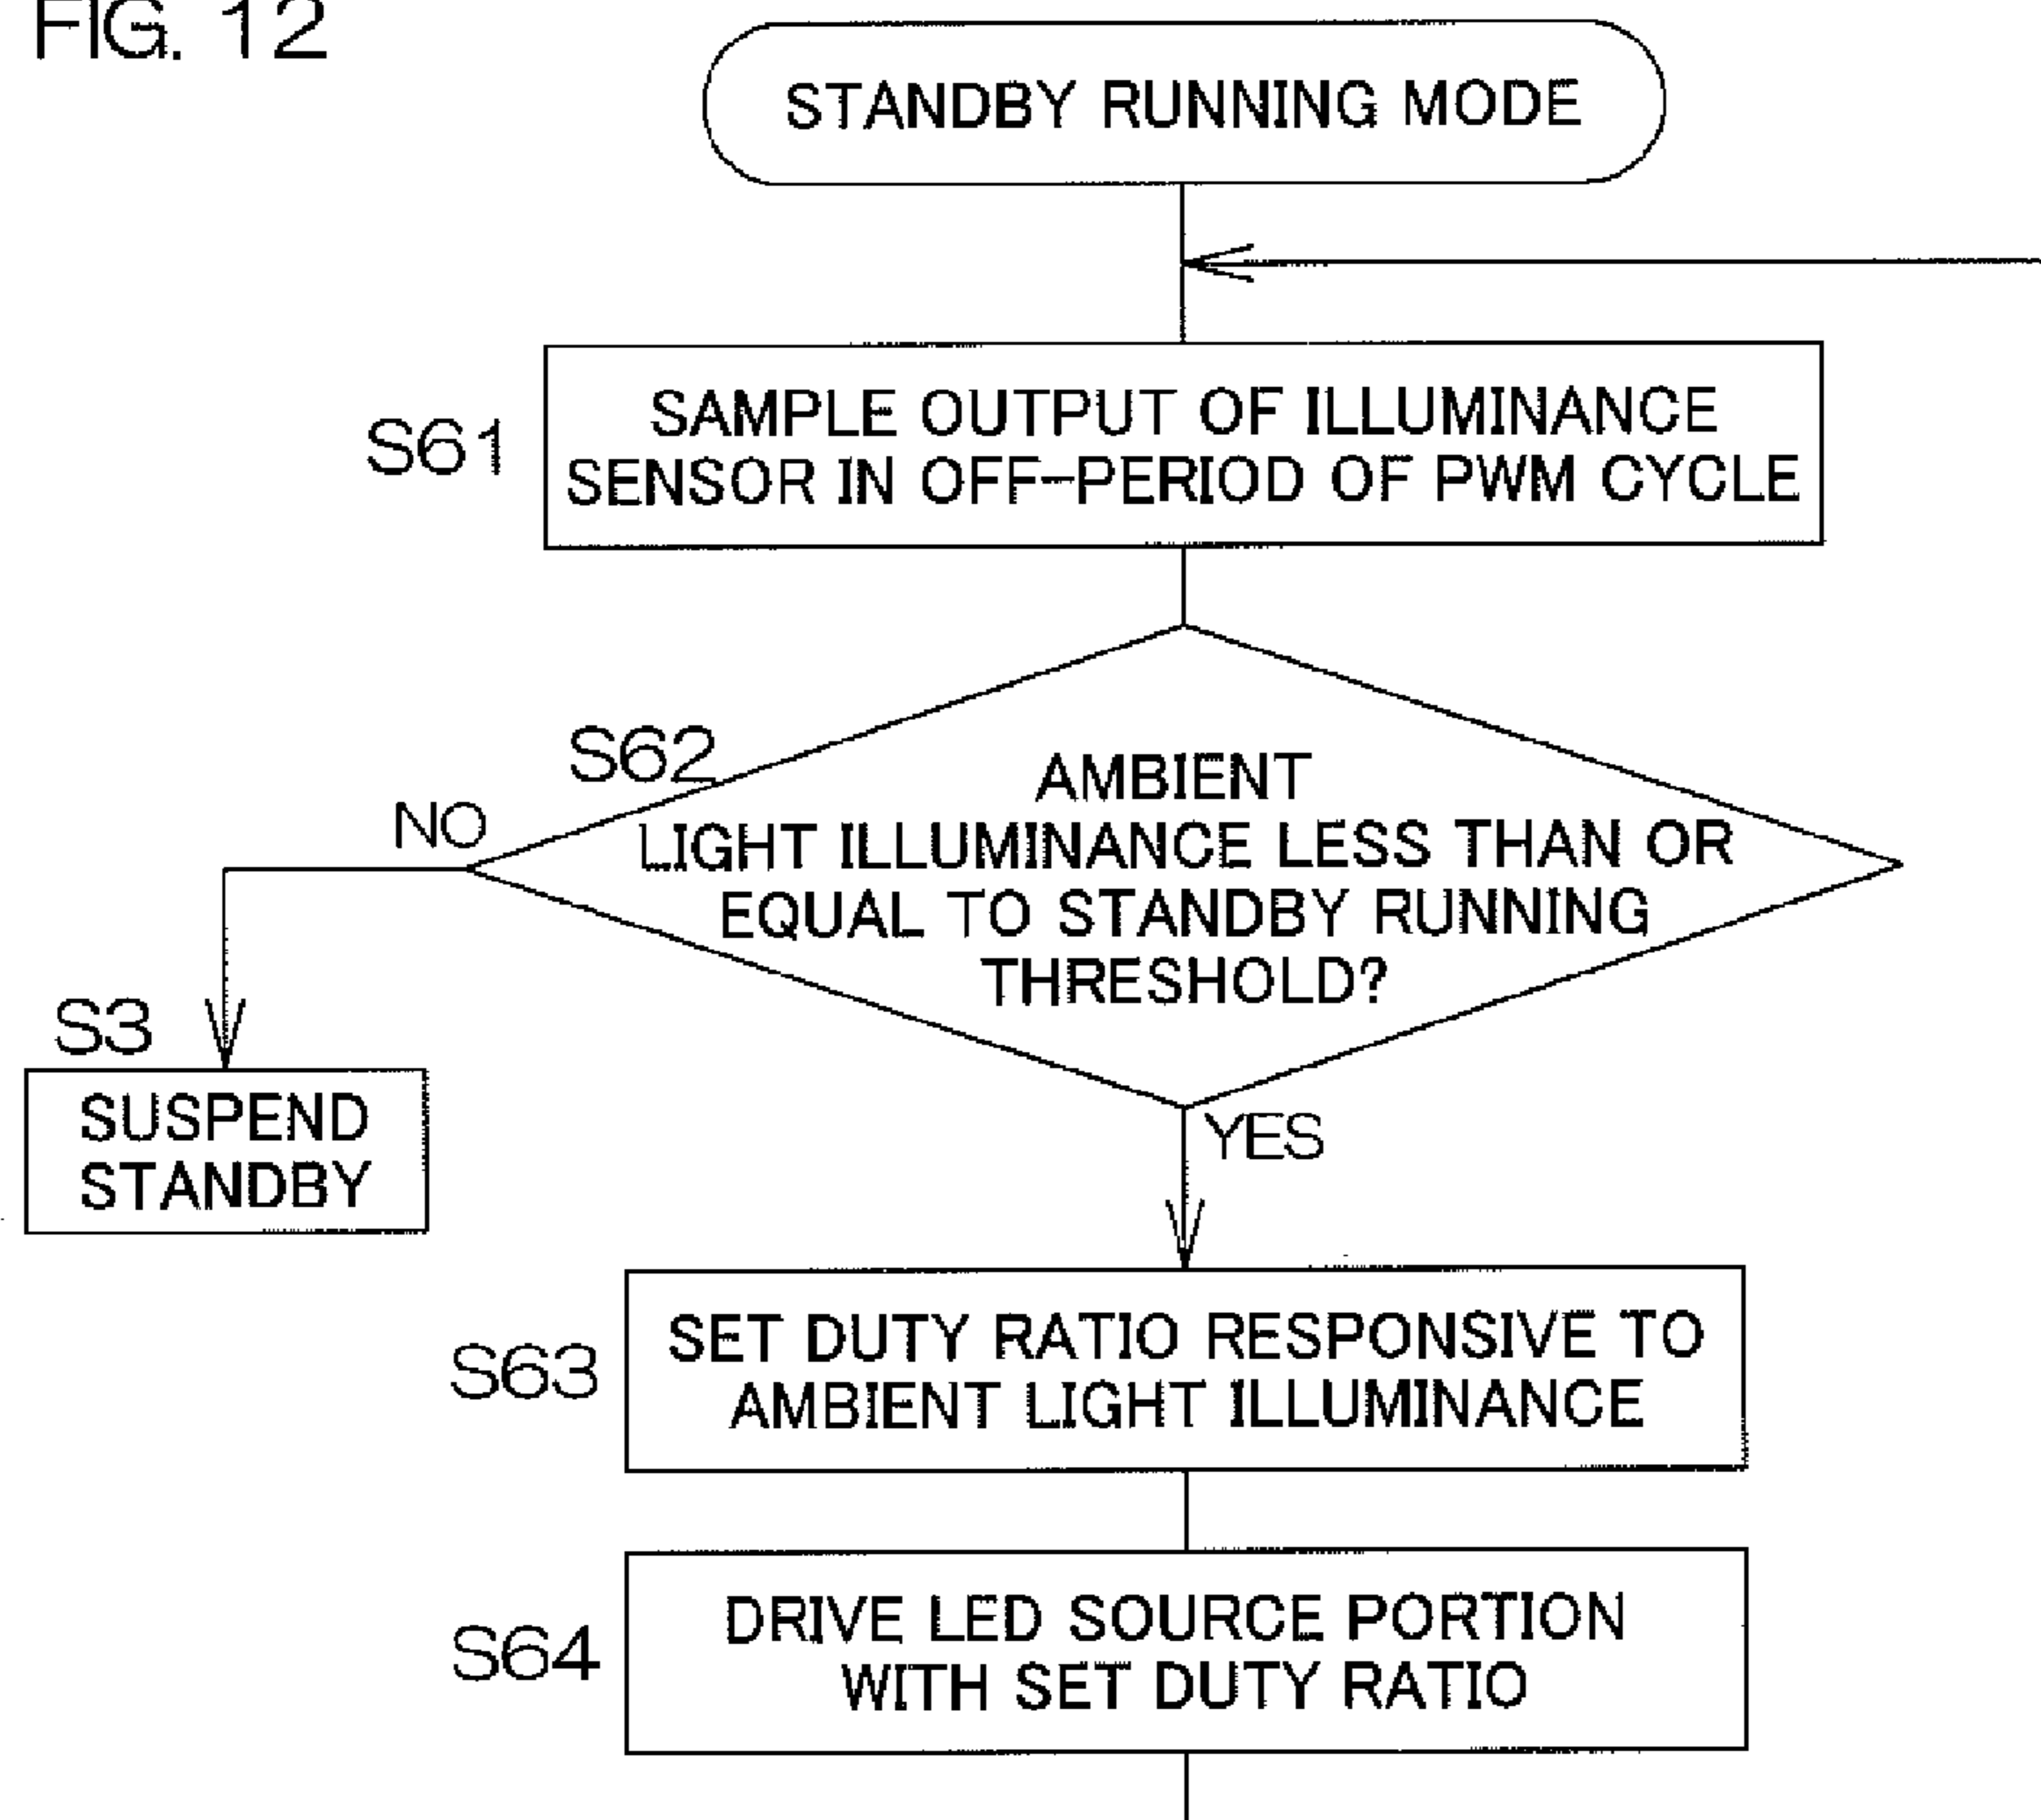 FIG. 12
STANDBY RUNNING MODE
S61
SAMPLE OUTPUT OF ILLUMINANCE
SENSOR IN OFF-PERIOD OF PWM CYCLE
S62
AMBIENT
LIGHT ILLUMINANCE LESS THAN OR
EQUAL TO STANDBY RUNNING
THRESHOLD?
NO
S3
SUSPEND
STANDBY
YES
S63
SET DUTY RATIO RESPONSIVE TO
AMBIENT LIGHT ILLUMINANCE
S64
DRIVE LED SOURCE PORTION
WITH SET DUTY RATIO